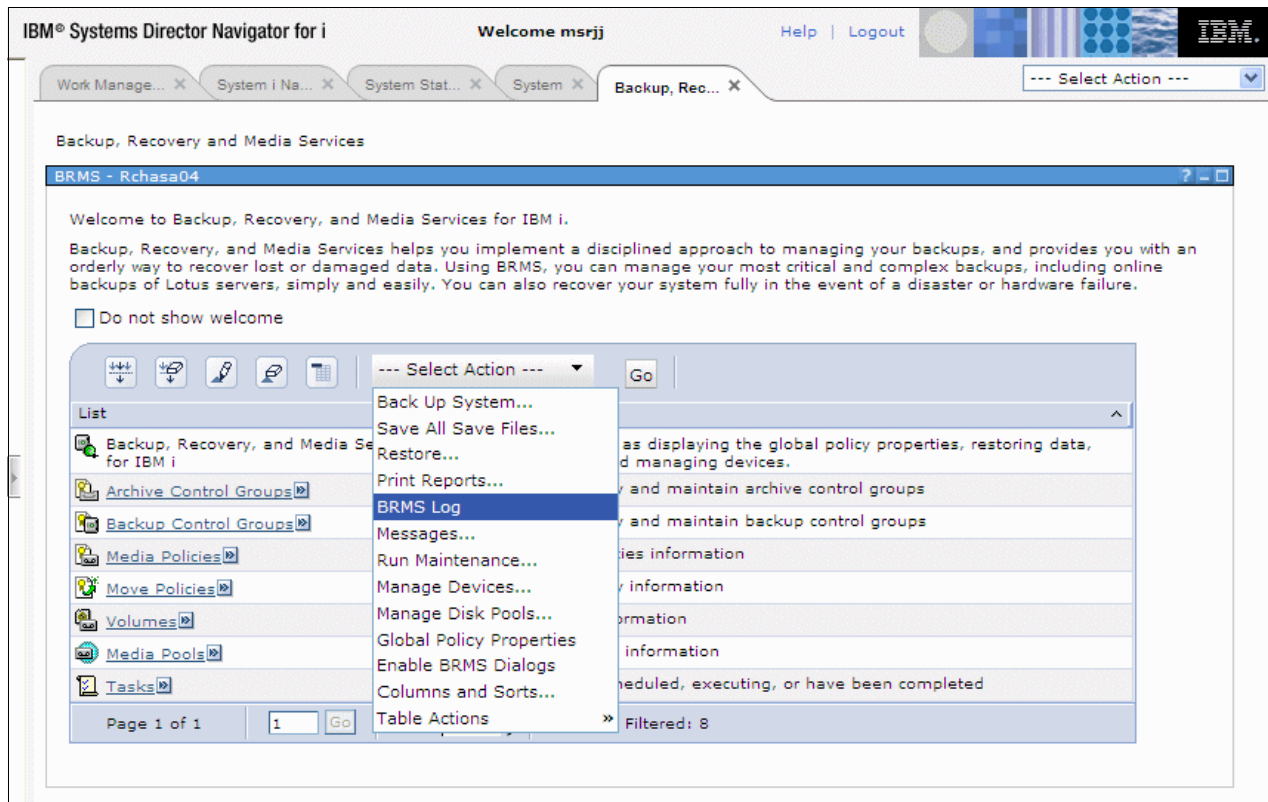 IBM® Systems Director Navigator for i
Welcome msrjj
Help | Logout
IBM.
Work Manage...
System i Na...
System Stat...
System
Backup, Rec...
--- Select Action ---
Backup, Recovery and Media Services
BRMS - Rchasa04
Welcome to Backup, Recovery, and Media Services for IBM i.
Backup, Recovery, and Media Services helps you implement a disciplined approach to managing your backups, and provides you with an
orderly way to recover lost or damaged data. Using BRMS, you can manage your most critical and complex backups, including online
backups of Lotus servers, simply and easily. You can also recover your system fully in the event of a disaster or hardware failure.
Do not show welcome
--- Select Action ---
Go
List
Back Up System...
Save All Save Files...
Restore...
Print Reports...
BRMS Log
Messages...
Run Maintenance...
Manage Devices...
Manage Disk Pools...
Global Policy Properties
Enable BRMS Dialogs
Columns and Sorts...
Table Actions »
Backup, Recovery, and Media Se
for IBM i
as displaying the global policy properties, restoring data,
d managing devices.
Archive Control Groups
y and maintain archive control groups
Backup Control Groups
y and maintain backup control groups
Media Policies
ies information
Move Policies
y information
Volumes
ormation
Media Pools
information
Tasks
heduled, executing, or have been completed
Page 1 of 1
1
Go
Filtered: 8